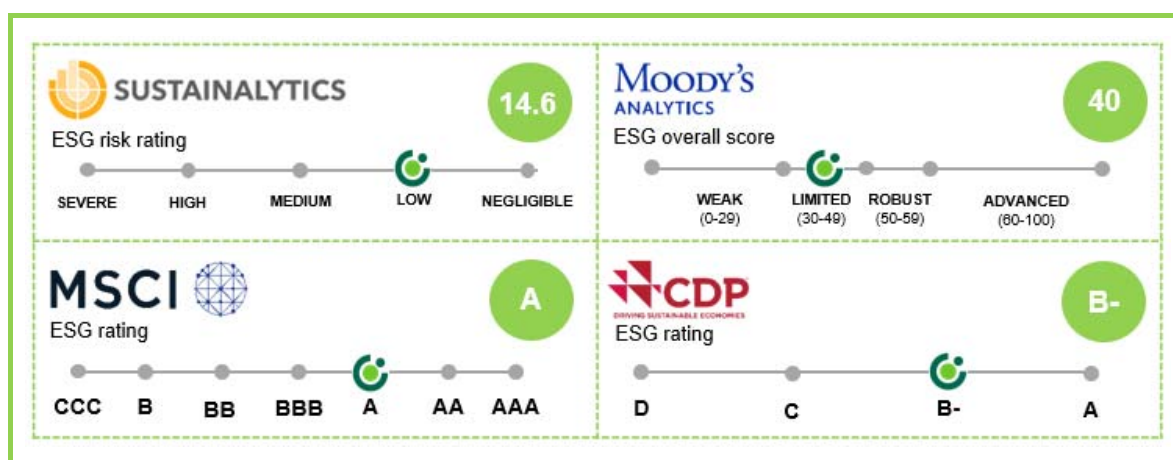 SUSTAINALYTICS
14.6
ESG risk rating
SEVERE HIGH MEDIUM LOW NEGLIGIBLE
MOODY'S
ANALYTICS
40
ESG overall score
WEAK LIMITED ROBUST ADVANCED
(0-29) (30-49) (50-59) (60-100)
MSCI
A
ESG rating
CCC B BB BBB A AA AAA
CDP
DRIVING SUSTAINABLE ECONOMIES
B-
ESG rating
D C B- A